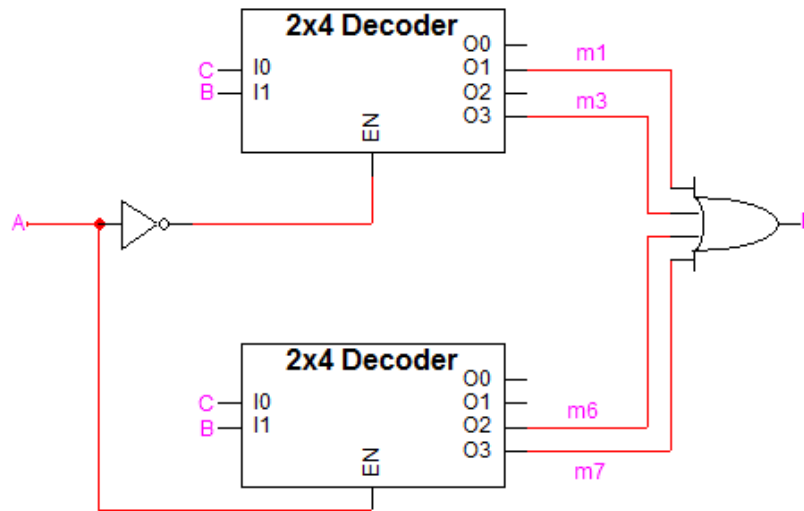 2x4 Decoder
O0
m1
C I0 O1
B I1 O2
m3
O3
EN
A
2x4 Decoder
O0
C I0 O1
m6
B I1 O2
O3
m7
EN